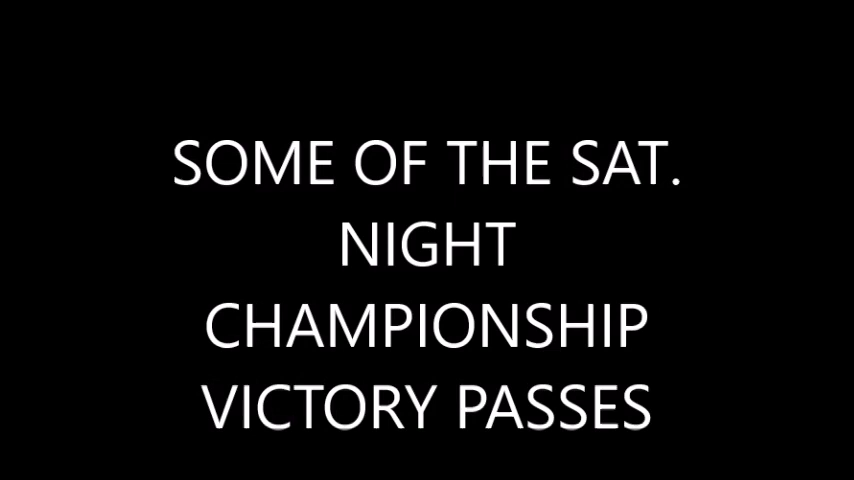 SOME OF THE SAT.
NIGHT
CHAMPIONSHIP
VICTORY PASSES